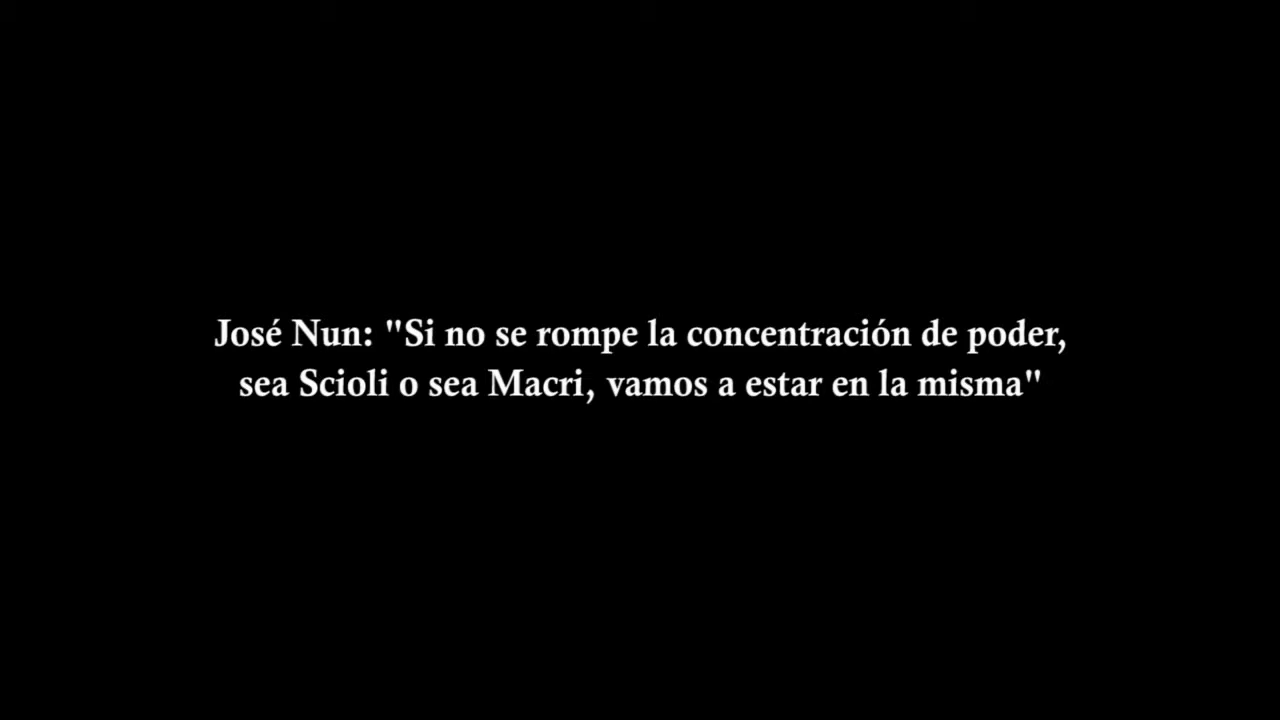 José Nun: "Si no se rompe la concentración de poder,
sea Scioli o sea Macri, vamos a estar en la misma"